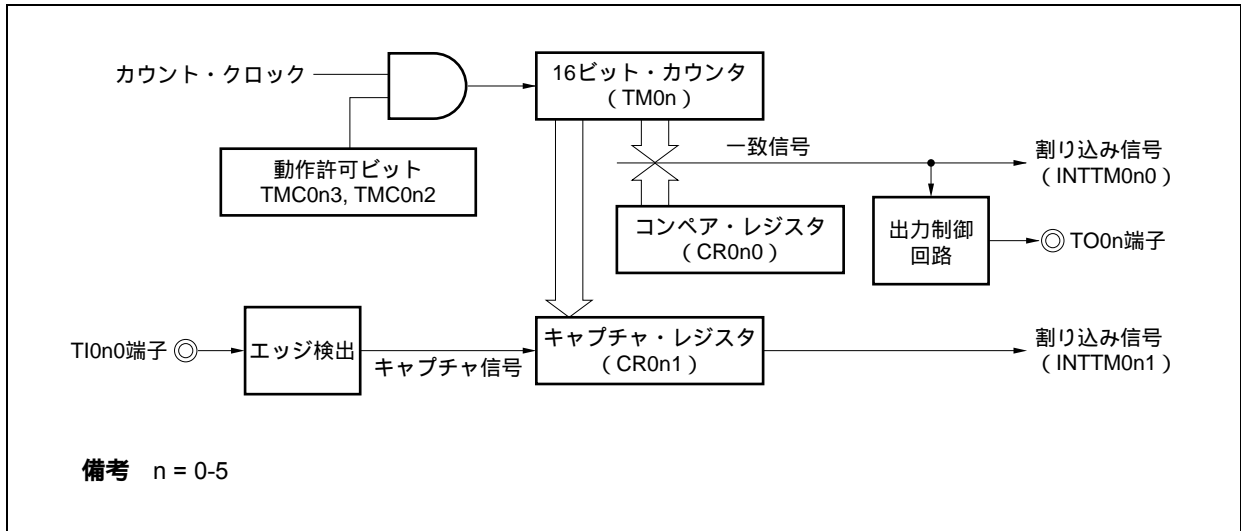 カウント・クロック
16ビット・カウンタ
（TM0n）
動作許可ビット
TMC0n3, TMC0n2
一致信号
割り込み信号
（INTTM0n0）
コンペア・レジスタ
（CR0n0）
出力制御
回路
TO0n端子
TI0n0端子
エッジ検出
キャプチャ信号
キャプチャ・レジスタ
（CR0n1）
割り込み信号
（INTTM0n1）
備考 n = 0-5